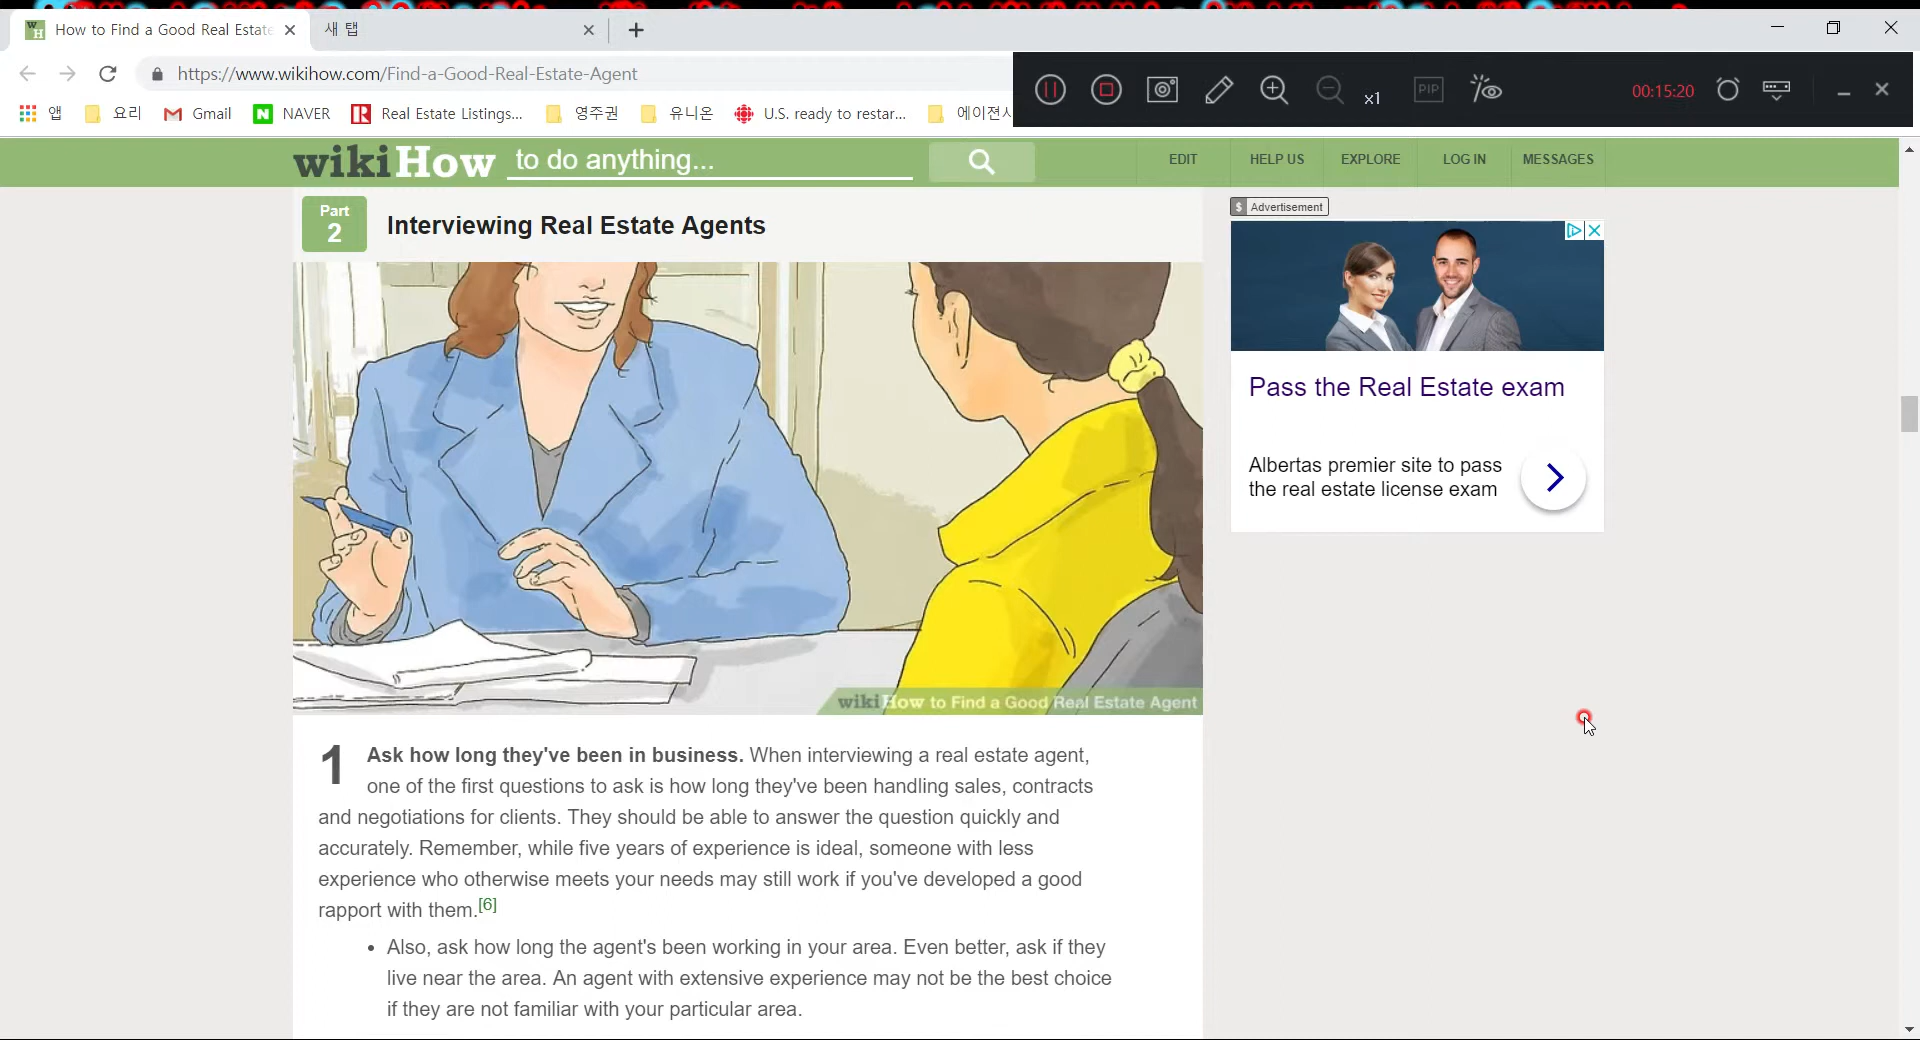 How to Find a Good Real Estate
새 탭
https://www.wikihow.com/Find-a-Good-Real-Estate-Agent
x1
PIP
00:15:20
앱
요리
Gmail
NAVER
Real Estate Listings...
영주권
유니온
U.S. ready to restar...
에이전시
wikiHow to do anything...
EDIT
HELP US
EXPLORE
LOG IN
MESSAGES
Part
2
Interviewing Real Estate Agents
$ Advertisement
Pass the Real Estate exam
Albertas premier site to pass
the real estate license exam
wikiHow to Find a Good Real Estate Agent
1 Ask how long they've been in business. When interviewing a real estate agent,
one of the first questions to ask is how long they've been handling sales, contracts
and negotiations for clients. They should be able to answer the question quickly and
accurately. Remember, while five years of experience is ideal, someone with less
experience who otherwise meets your needs may still work if you've developed a good
rapport with them.[6]
• Also, ask how long the agent's been working in your area. Even better, ask if they
live near the area. An agent with extensive experience may not be the best choice
if they are not familiar with your particular area.